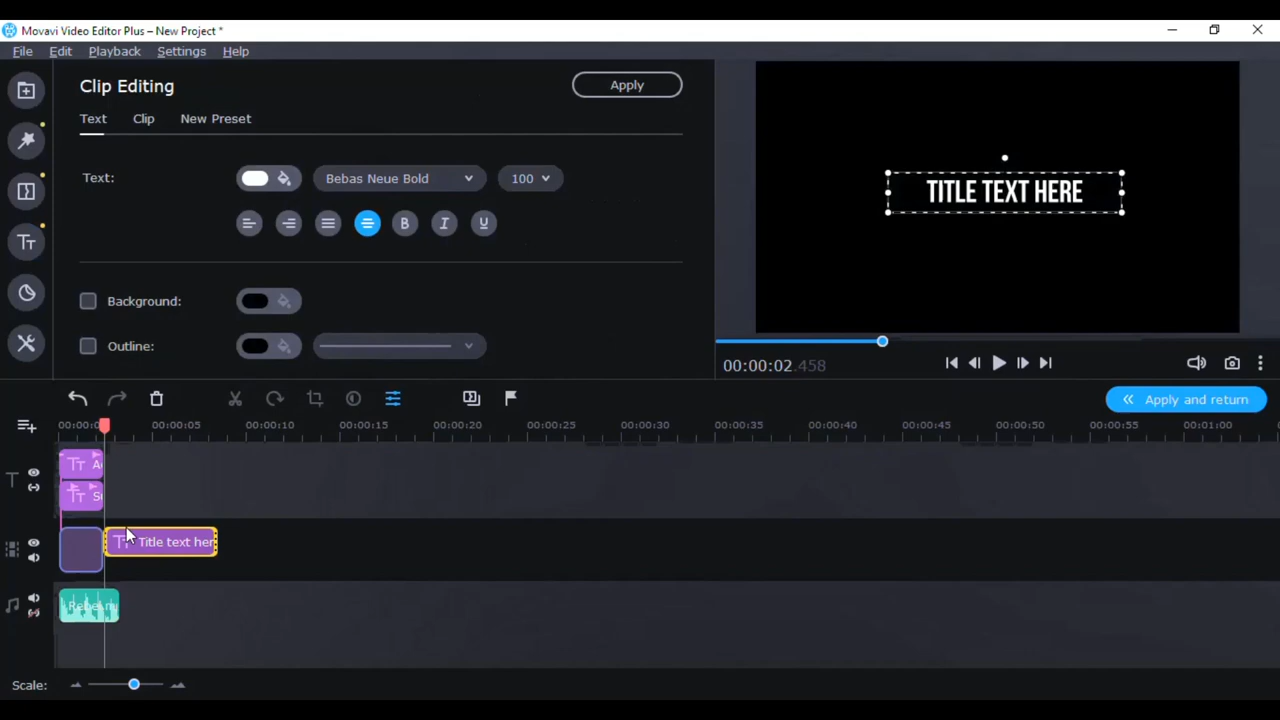 Movavi Video Editor Plus – New Project *
File Edit Playback Settings Help
Clip Editing
Apply
Text Clip New Preset
Text:
Bebas Neue Bold
100
Background:
Outline:
TITLE TEXT HERE
00:00:02.458
Apply and return
00:00:0 00:00:05 00:00:10 00:00:15 00:00:20 00:00:25 00:00:30 00:00:35 00:00:40 00:00:45 00:00:50 00:00:55 00:01:00
Title text her
Scale: